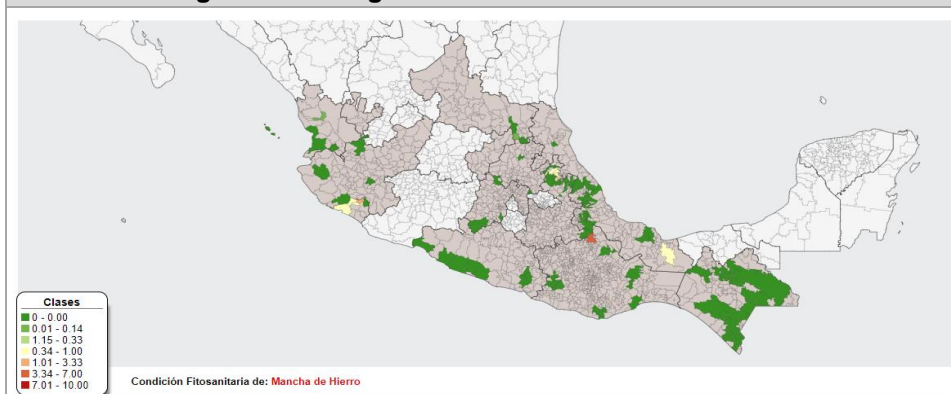 Clases
0 - 0.00
0.01 - 0.14
1.15 - 0.33
0.34 - 1.00
1.01 - 3.33
3.34 - 7.00
7.01 - 10.00
Condición Fitosanitaria de: Mancha de Hierro